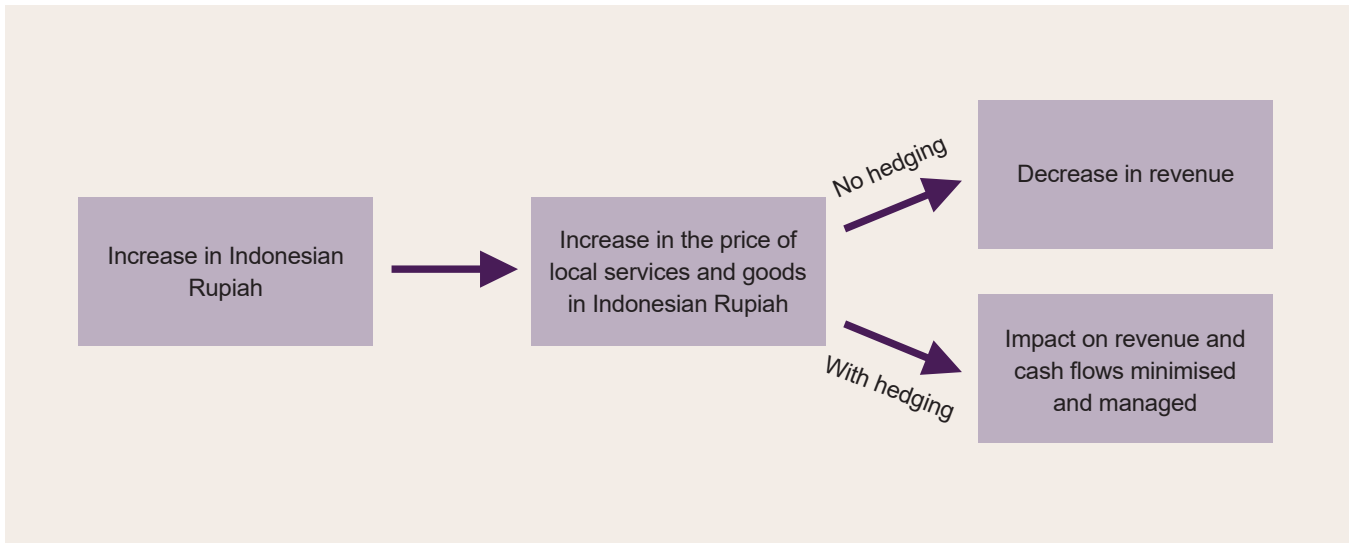 Increase in Indonesian
Rupiah
Increase in the price of
local services and goods
in Indonesian Rupiah
No hedging
Decrease in revenue
With hedging
Impact on revenue and
cash flows minimised
and managed